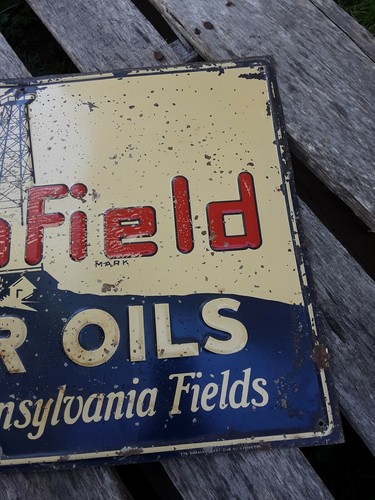 field
MARK
R OILS
nsylvania Fields